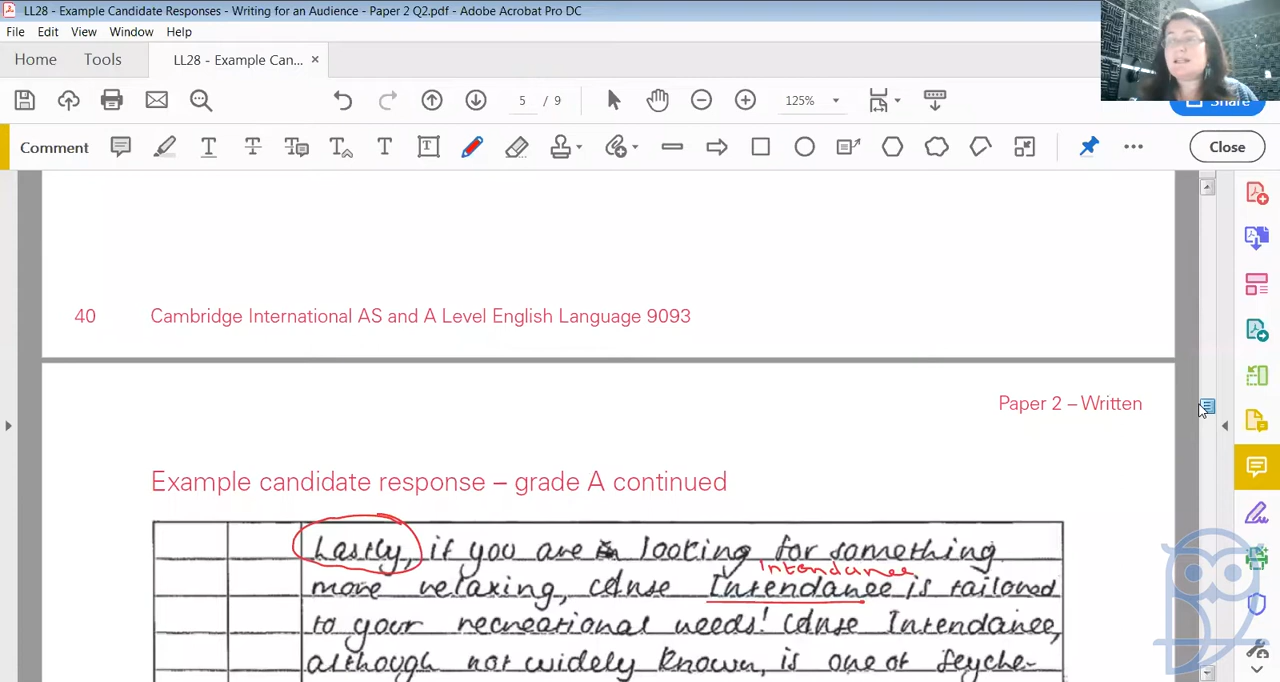 LL28 - Example Candidate Responses - Writing for an Audience - Paper 2 Q2.pdf - Adobe Acrobat Pro DC
File Edit View Window Help
Home Tools LL28 - Example Can... ×
5 / 9 125%
Share
Comment Close
40 Cambridge International AS and A Level English Language 9093
Paper 2 – Written
Example candidate response – grade A continued
Lastly, if you are looking for something
Intendance
more relaxing, Anse Intendance is tailored
to your recreational needs! Anse Intendance,
although not widely known, is one of Seyche-